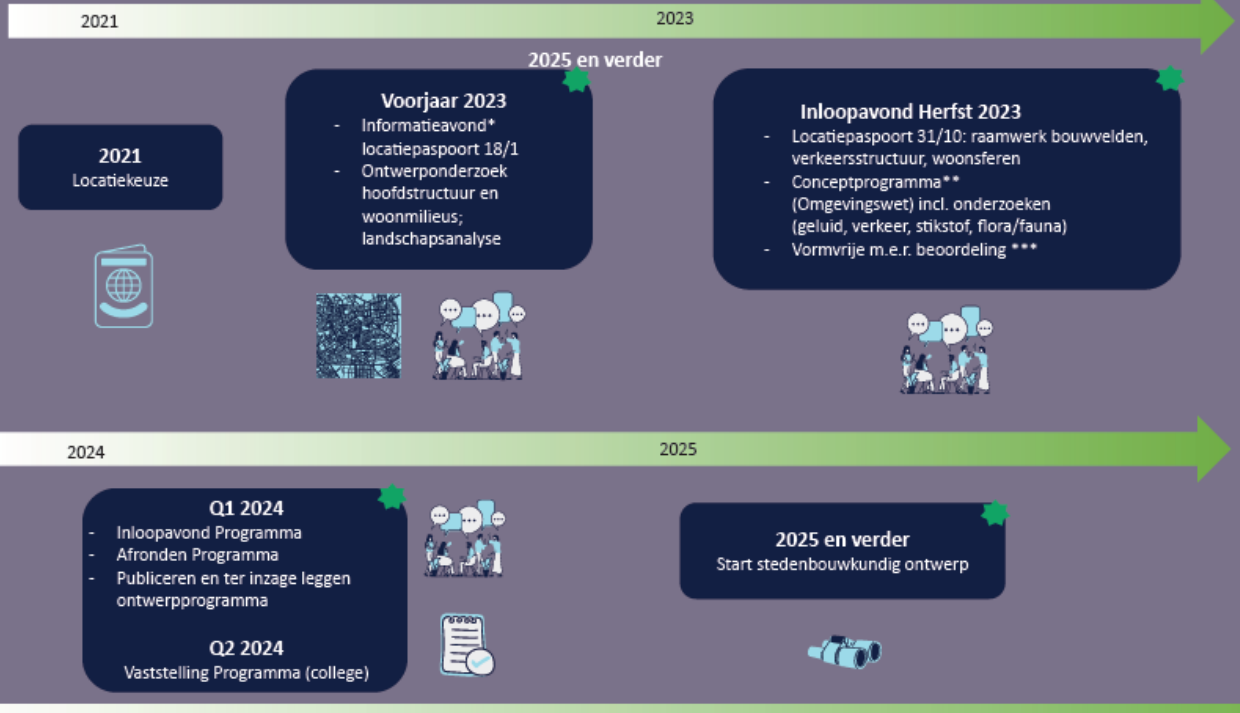 2021
2023
2025 en verder
2021
Locatiekeuze
Voorjaar 2023
- Informatieavond*
locatiepaspoort 18/1
- Ontwerponderzoek
hoofdstructuur en
woonmilieus;
landschapsanalyse
Inloopavond Herfst 2023
- Locatiepaspoort 31/10: raamwerk bouwvelden,
verkeersstructuur, woonsferen
- Conceptprogramma**
(Omgevingswet) incl. onderzoeken
(geluid, verkeer, stikstof, flora/fauna)
- Vormvrije m.e.r. beoordeling ***
2024
2025
Q1 2024
- Inloopavond Programma
- Afronden Programma
- Publiceren en ter inzage leggen
ontwerpprogramma
Q2 2024
Vaststelling Programma (college)
2025 en verder
Start stedenbouwkundig ontwerp